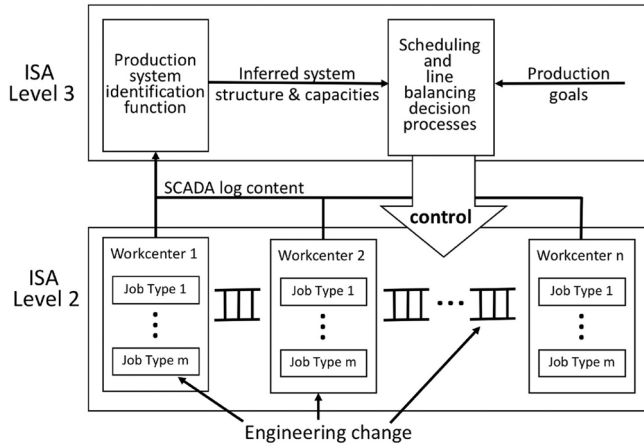 ISA
Level 3
Production
system
identification
function
Inferred system
structure & capacities
Scheduling
and
line
balancing
decision
processes
Production
goals
SCADA log content
control
ISA
Level 2
Workcenter 1
Job Type 1
Job Type m
Workcenter 2
Job Type 1
Job Type m
Workcenter n
Job Type 1
Job Type m
Engineering change